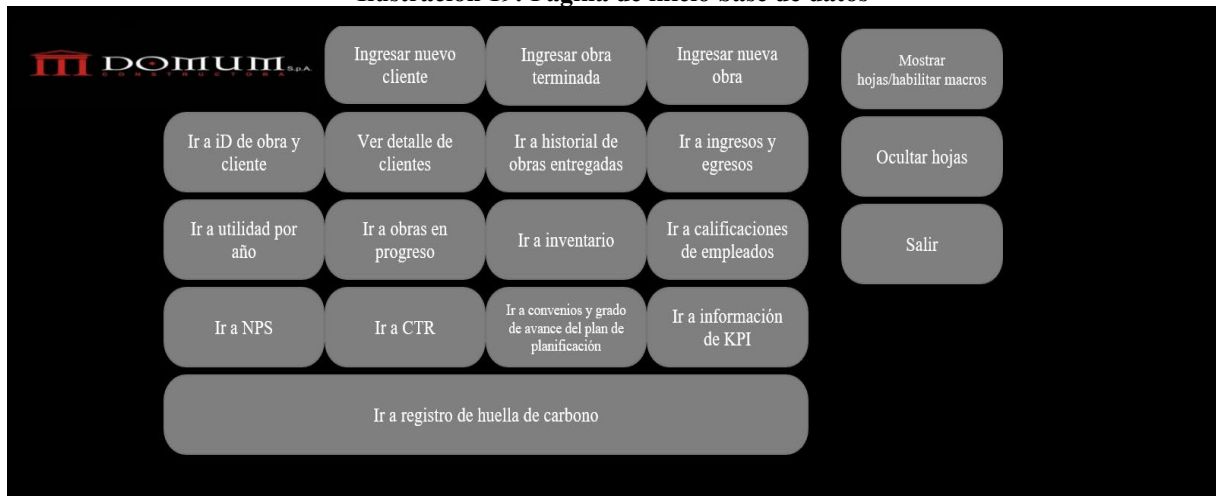 Ilustración 19: Página de inicio base de datos
DOMUM S.p.A.
CONSTRUCTORA
Ingresar nuevo
cliente
Ingresar obra
terminada
Ingresar nueva
obra
Mostrar
hojas/habilitar macros
Ir a iD de obra y
cliente
Ver detalle de
clientes
Ir a historial de
obras entregadas
Ir a ingresos y
egresos
Ocultar hojas
Ir a utilidad por
año
Ir a obras en
progreso
Ir a inventario
Ir a calificaciones
de empleados
Salir
Ir a NPS
Ir a CTR
Ir a convenios y grado
de avance del plan de
planificación
Ir a información
de KPI
Ir a registro de huella de carbono